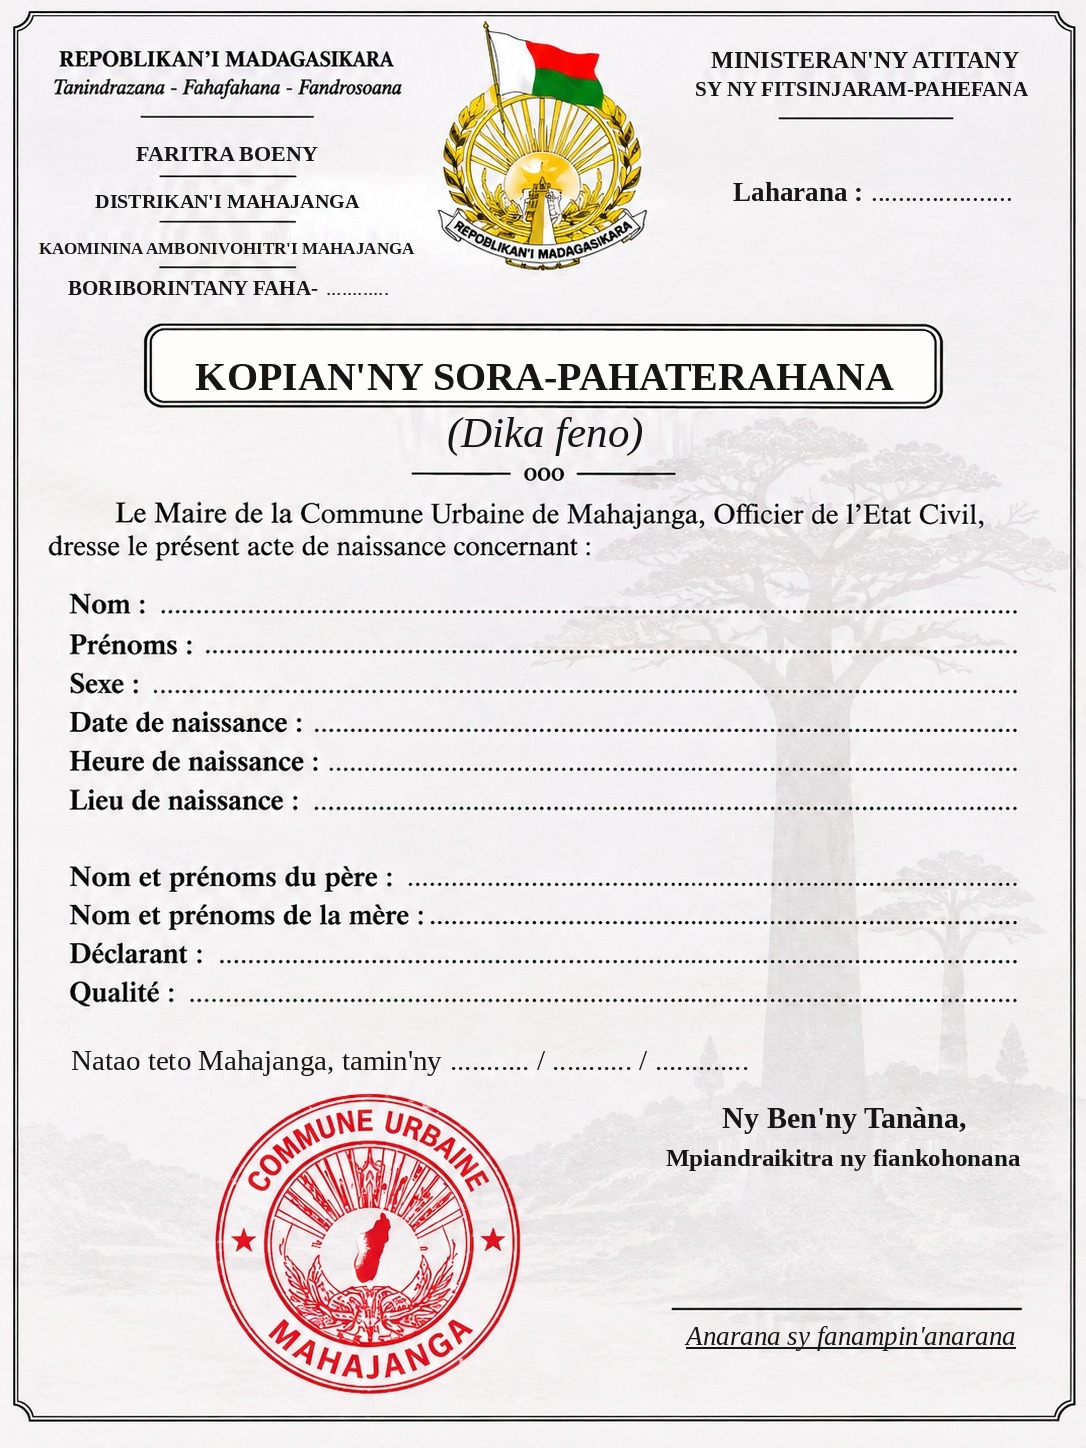 REPOBLIKAN’I MADAGASIKARA
Tanindrazana - Fahafahana - Fandrosoana
FARITRA BOENY
DISTRIKAN'I MAHAJANGA
KAOMININA AMBONIVOHITR'I MAHAJANGA
BORIBORINTANY FAHA- ............
REPOBLIKAN'I MADAGASIKARA
MINISTERAN'NY ATITANY
SY NY FITSINJARAM-PAHEFANA
Laharana : .....................
KOPIAN'NY SORA-PAHATERAHANA
(Dika feno)
ooo
Le Maire de la Commune Urbaine de Mahajanga, Officier de l’Etat Civil,
dresse le présent acte de naissance concernant :
Nom : ..........
Prénoms : ..........
Sexe : ..........
Date de naissance : ..........
Heure de naissance : ..........
Lieu de naissance : ..........
Nom et prénoms du père : ..........
Nom et prénoms de la mère : ..........
Déclarant : ..........
Qualité : ..........
Natao teto Mahajanga, tamin'ny ........... / ........... / .............
COMMUNE URBAINE
MAHAJANGA
Ny Ben'ny Tanàna,
Mpiandraikitra ny fiankohonana
Anarana sy fanampin'anarana